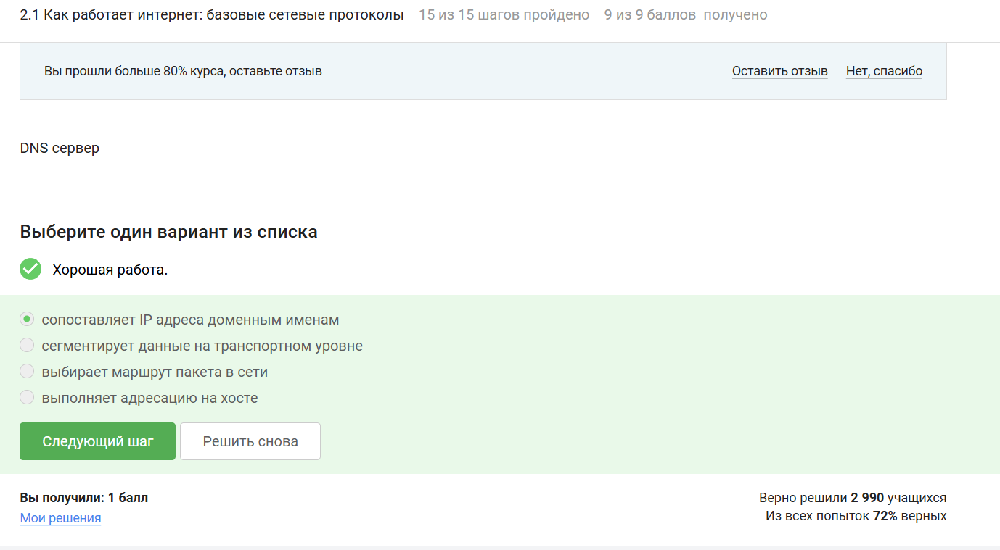 2.1 Как работает интернет: базовые сетевые протоколы 15 из 15 шагов пройдено 9 из 9 баллов получено
Вы прошли больше 80% курса, оставьте отзыв Оставить отзыв Нет, спасибо
DNS сервер
Выберите один вариант из списка
Хорошая работа.
сопоставляет IP адреса доменным именам
сегментирует данные на транспортном уровне
выбирает маршрут пакета в сети
выполняет адресацию на хосте
Следующий шаг Решить снова
Вы получили: 1 балл Верно решили 2 990 учащихся
Мои решения Из всех попыток 72% верных